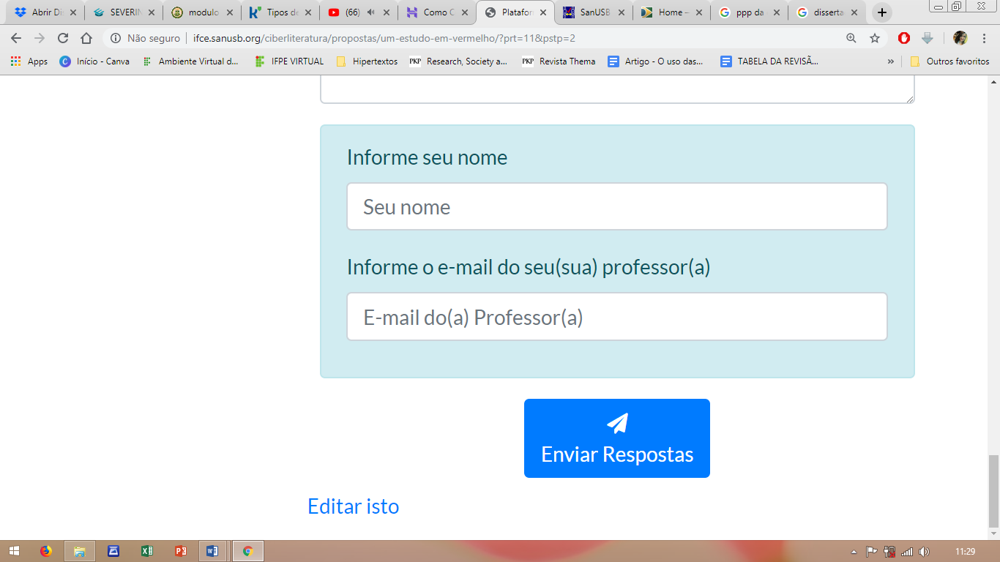 Abrir Di
SEVERIN
modulo
Tipos de
(66)
Como C
Platafor
SanUSB
Home –
ppp da
disserta
Não seguro
ifce.sanusb.org/ciberliteratura/propostas/um-estudo-em-vermelho/?prt=11&pstp=2
Apps
Início - Canva
Ambiente Virtual d...
IFPE VIRTUAL
Hipertextos
PKP Research, Society a...
PKP Revista Thema
Artigo - O uso das...
TABELA DA REVISÃ...
»
Outros favoritos
Informe seu nome
Seu nome
Informe o e-mail do seu(sua) professor(a)
E-mail do(a) Professor(a)
Enviar Respostas
Editar isto
11:29